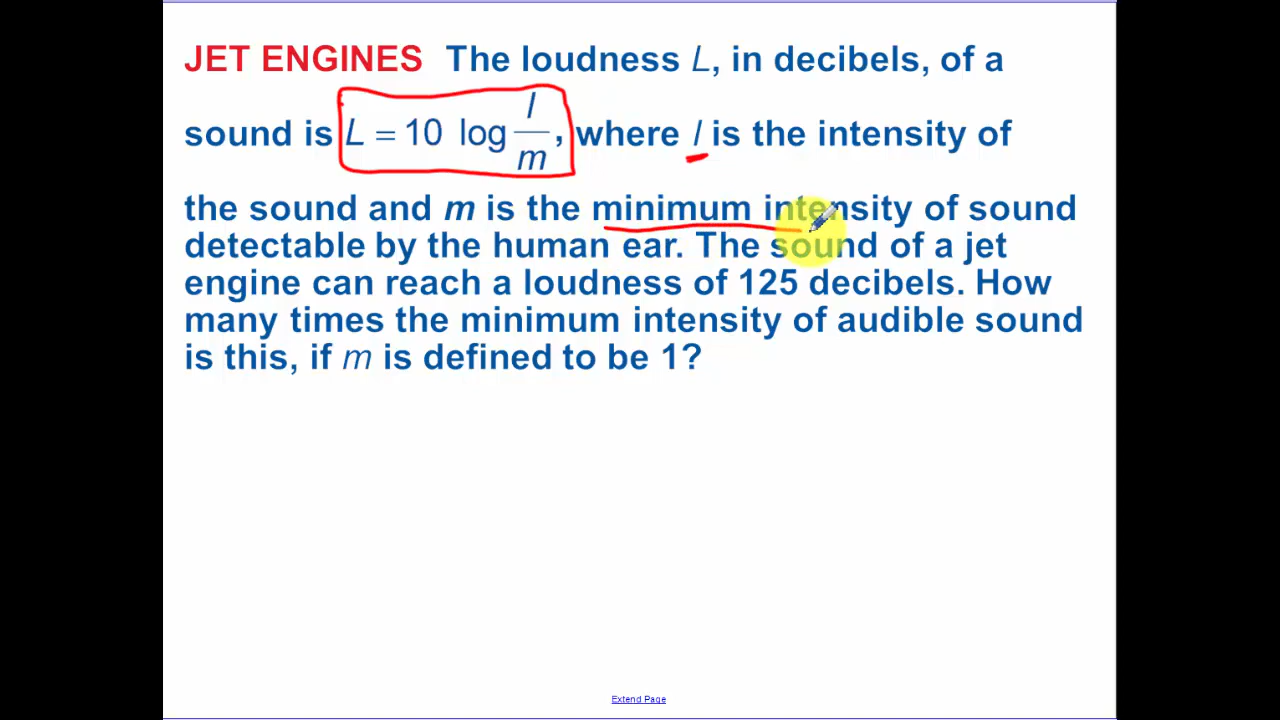 JET ENGINES The loudness L, in decibels, of a
sound is L = 10 log I/m, where I is the intensity of
the sound and m is the minimum intensity of sound
detectable by the human ear. The sound of a jet
engine can reach a loudness of 125 decibels. How
many times the minimum intensity of audible sound
is this, if m is defined to be 1?
Extend Page